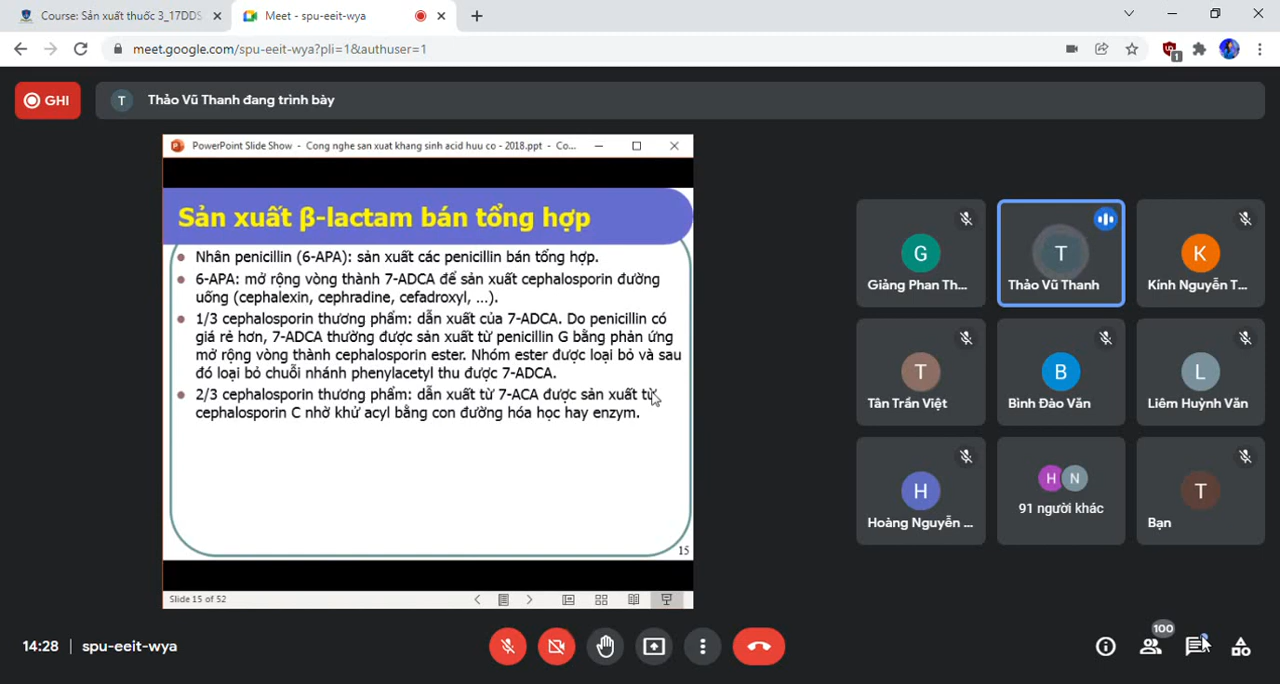 Course: Sản xuất thuốc 3_17DDS
Meet - spu-eeit-wya
meet.google.com/spu-eeit-wya?pli=1&authuser=1
1
GHI
T
Thảo Vũ Thanh đang trình bày
PowerPoint Slide Show - Cong nghe san xuat khang sinh acid huu co - 2018.ppt - Co...
Sản xuất β-lactam bán tổng hợp
Nhân penicillin (6-APA): sản xuất các penicillin bán tổng hợp.
6-APA: mở rộng vòng thành 7-ADCA để sản xuất cephalosporin đường
uống (cephalexin, cephradine, cefadroxyl, ...).
1/3 cephalosporin thương phẩm: dẫn xuất của 7-ADCA. Do penicillin có
giá rẻ hơn, 7-ADCA thường được sản xuất từ penicillin G bằng phản ứng
mở rộng vòng thành cephalosporin ester. Nhóm ester được loại bỏ và sau
đó loại bỏ chuỗi nhánh phenylacetyl thu được 7-ADCA.
2/3 cephalosporin thương phẩm: dẫn xuất từ 7-ACA được sản xuất từ
cephalosporin C nhờ khử acyl bằng con đường hóa học hay enzym.
15
Slide 15 of 52
G
Giảng Phan Th...
T
Thảo Vũ Thanh
K
Kính Nguyễn T...
T
Tân Trần Việt
B
Bình Đào Văn
L
Liêm Huỳnh Văn
H
Hoàng Nguyễn ...
H N
91 người khác
T
Bạn
14:28 | spu-eeit-wya
100